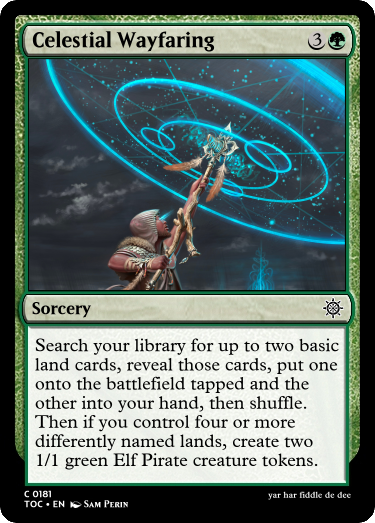 Celestial Wayfaring 3
Sorcery
Search your library for up to two basic
land cards, reveal those cards, put one
onto the battlefield tapped and the
other into your hand, then shuffle.
Then if you control four or more
differently named lands, create two
1/1 green Elf Pirate creature tokens.
C 0181
TOC • EN Sam Perin
yar har fiddle de dee